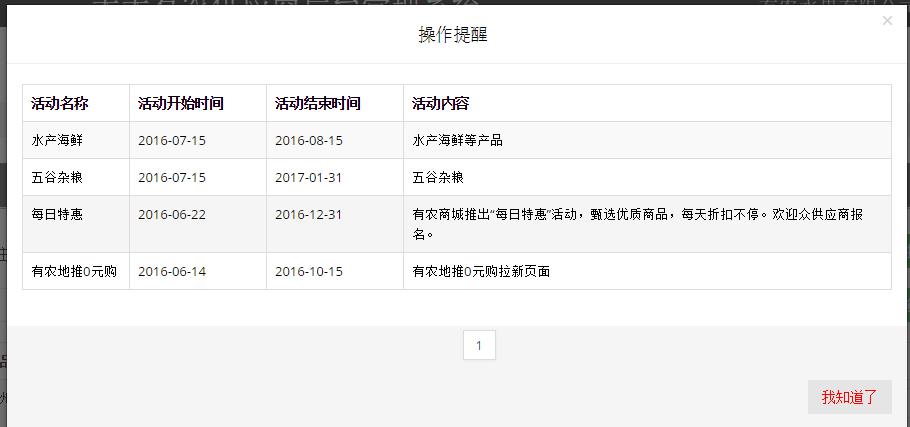 操作提醒
×
活动名称 活动开始时间 活动结束时间 活动内容
水产海鲜 2016-07-15 2016-08-15 水产海鲜等产品
五谷杂粮 2016-07-15 2017-01-31 五谷杂粮
每日特惠 2016-06-22 2016-12-31 有农商城推出“每日特惠”活动，甄选优质商品，每天折扣不停。欢迎众供应商报
名。
有农地推0元购 2016-06-14 2016-10-15 有农地推0元购拉新页面
1
我知道了